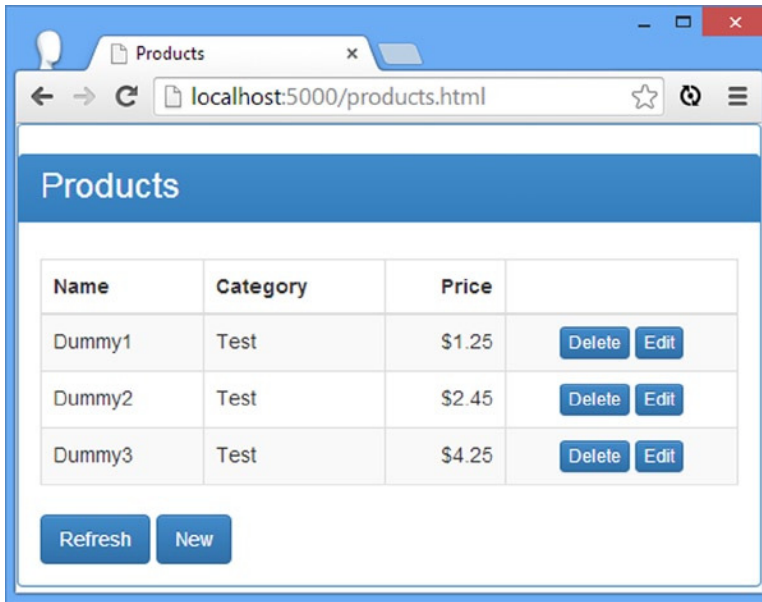 Products
localhost:5000/products.html
Products
Name Category Price
Dummy1 Test $1.25 Delete Edit
Dummy2 Test $2.45 Delete Edit
Dummy3 Test $4.25 Delete Edit
Refresh New